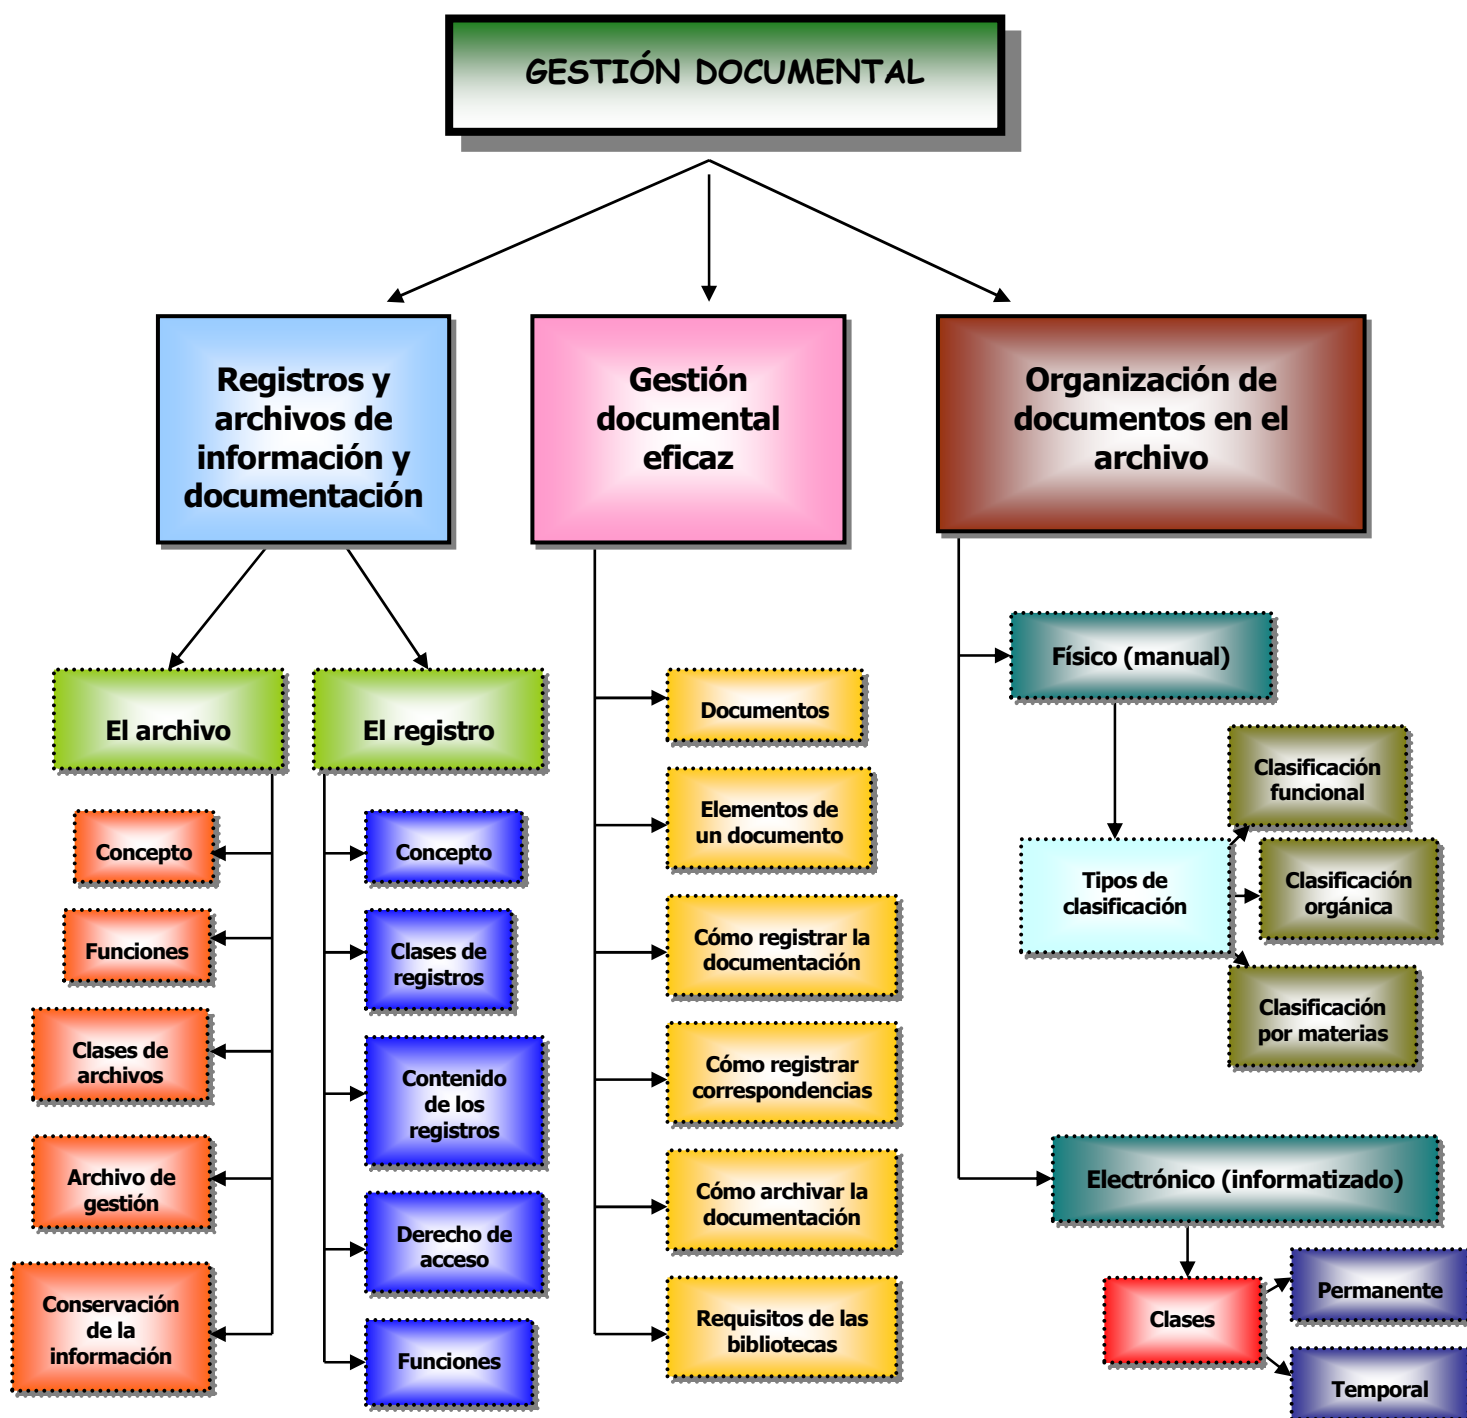 GESTIÓN DOCUMENTAL
Registros y
archivos de
información y
documentación
Gestión
documental
eficaz
Organización de
documentos en el
archivo
El archivo
Concepto
Funciones
Clases de
archivos
Archivo de
gestión
Conservación
de la
información
El registro
Concepto
Clases de
registros
Contenido
de los
registros
Derecho de
acceso
Funciones
Documentos
Elementos de
un documento
Cómo registrar la
documentación
Cómo registrar
correspondencias
Cómo archivar la
documentación
Requisitos de las
bibliotecas
Físico (manual)
Tipos de
clasificación
Clasificación
funcional
Clasificación
orgánica
Clasificación
por materias
Electrónico (informatizado)
Clases
Permanente
Temporal